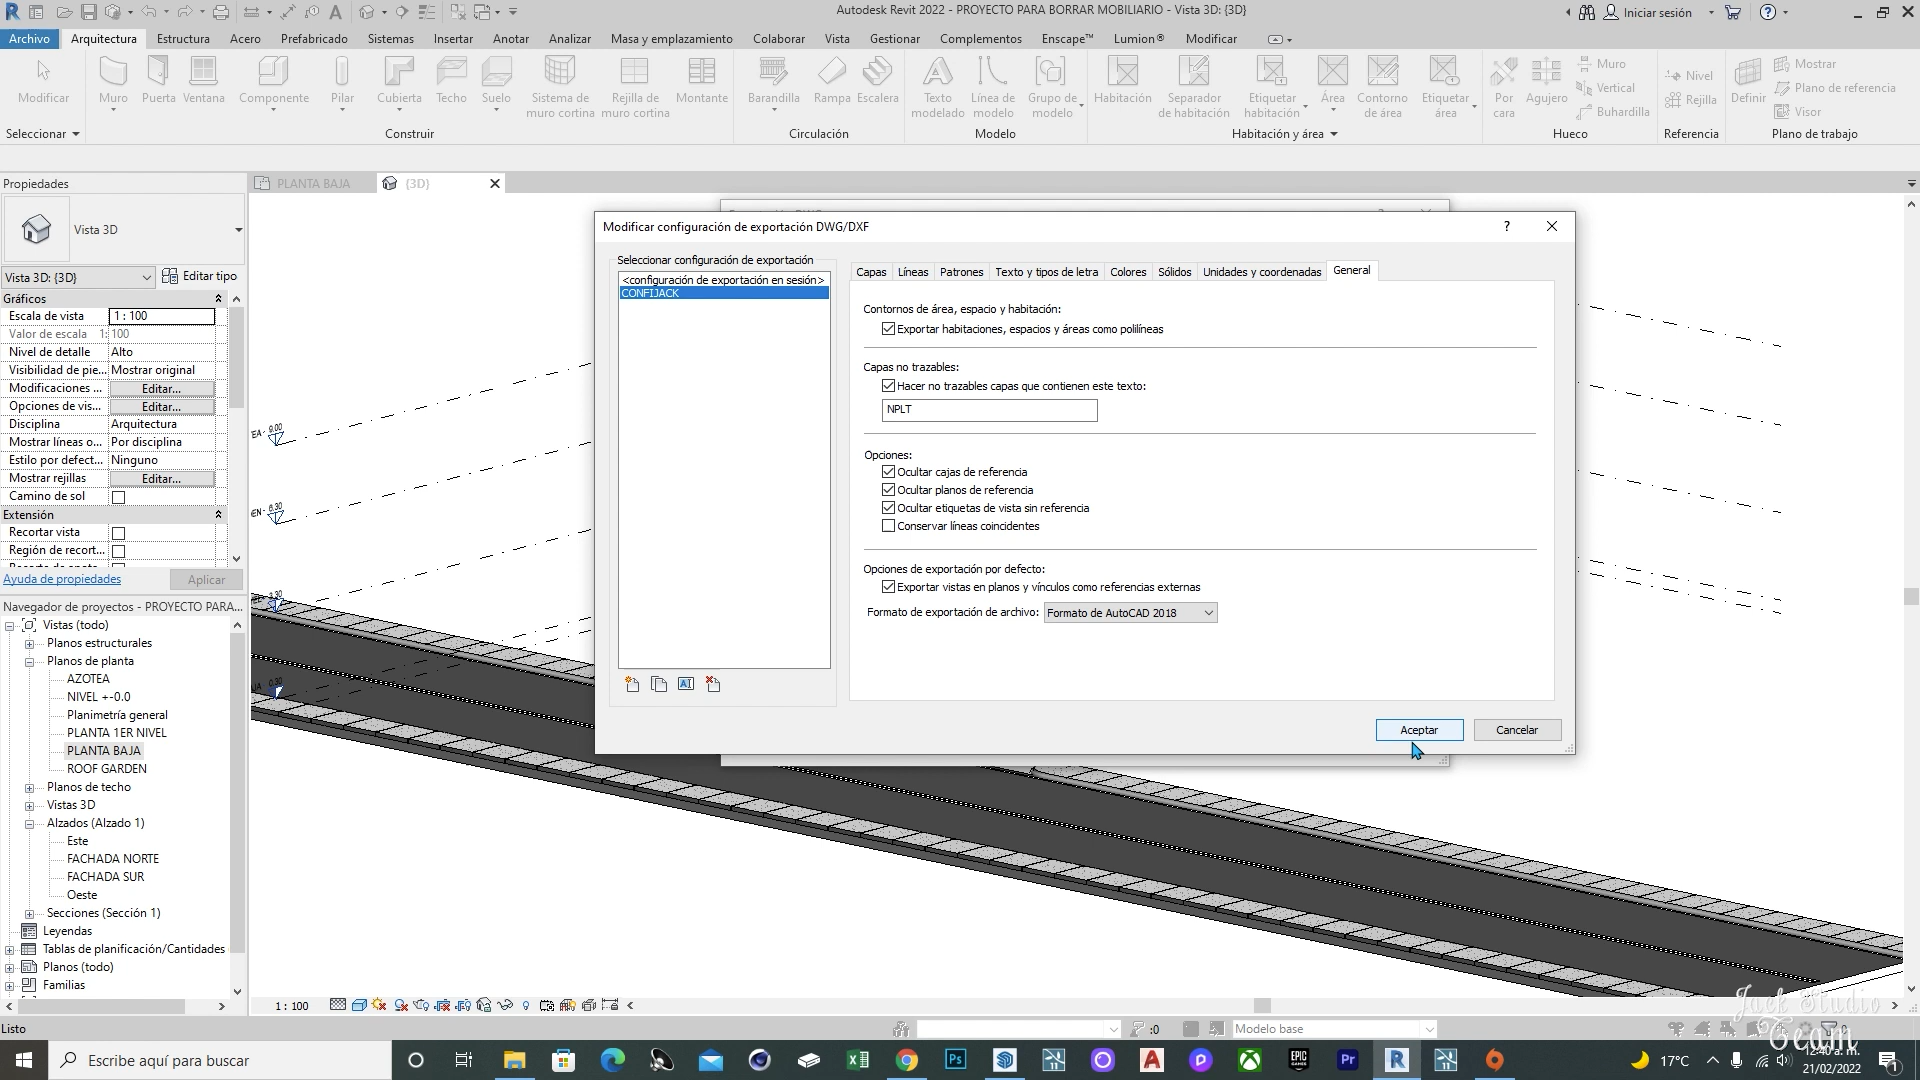 Autodesk Revit 2022 - PROYECTO PARA BORRAR MOBILIARIO - Vista 3D: {3D}
Iniciar sesión
Archivo Arquitectura Estructura Acero Prefabricado Sistemas Insertar Anotar Analizar Masa y emplazamiento Colaborar Vista Gestionar Complementos Enscape™ Lumion® Modificar
Modificar
Muro Puerta Ventana Componente Pilar Cubierta Techo Suelo Sistema de muro cortina Rejilla de muro cortina Montante
Barandilla Rampa Escalera
Texto modelado Línea de modelo Grupo de modelo
Habitación Separador de habitación Etiquetar habitación Área Contorno de área Etiquetar área
Por cara Agujero Muro Vertical Buhardilla
Nivel Rejilla
Definir Mostrar Plano de referencia Visor
Seleccionar Construir Circulación Modelo Habitación y área Hueco Referencia Plano de trabajo
Propiedades
PLANTA BAJA {3D}
Vista 3D
Vista 3D: {3D} Editar tipo
Gráficos
Escala de vista 1 : 100
Valor de escala 1: 100
Nivel de detalle Alto
Visibilidad de pie... Mostrar original
Modificaciones ... Editar...
Opciones de vis... Editar...
Disciplina Arquitectura
Mostrar líneas o... Por disciplina
Estilo por defect... Ninguno
Mostrar rejillas Editar...
Camino de sol
Extensión
Recortar vista
Región de recort...
Ayuda de propiedades Aplicar
Navegador de proyectos - PROYECTO PARA...
Vistas (todo)
Planos estructurales
Planos de planta
AZOTEA
NIVEL +-0.0
Planimetría general
PLANTA 1ER NIVEL
PLANTA BAJA
ROOF GARDEN
Planos de techo
Vistas 3D
Alzados (Alzado 1)
Este
FACHADA NORTE
FACHADA SUR
Oeste
Secciones (Sección 1)
Leyendas
Tablas de planificación/Cantidades
Planos (todo)
Familias
Modificar configuración de exportación DWG/DXF
?
Seleccionar configuración de exportación
<configuración de exportación en sesión>
CONFIJACK
Capas Líneas Patrones Texto y tipos de letra Colores Sólidos Unidades y coordenadas General
Contornos de área, espacio y habitación:
Exportar habitaciones, espacios y áreas como polilíneas
Capas no trazables:
Hacer no trazables capas que contienen este texto:
NPLT
Opciones:
Ocultar cajas de referencia
Ocultar planos de referencia
Ocultar etiquetas de vista sin referencia
Conservar líneas coincidentes
Opciones de exportación por defecto:
Exportar vistas en planos y vínculos como referencias externas
Formato de exportación de archivo: Formato de AutoCAD 2018
Aceptar Cancelar
1 : 100
Listo
:0
Modelo base
Jack Studio
Team
Escribe aquí para buscar
17°C
12:40 a. m.
21/02/2022